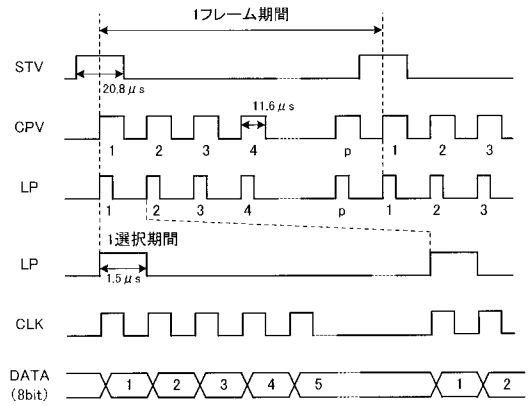 1フレーム期間
STV
20.8μs
11.6μs
CPV
1 2 3 4 p 1 2 3
LP
1 2 3 4 p 1 2 3
1選択期間
LP
1.5μs
CLK
DATA
(8bit)
1 2 3 4 5 1 2